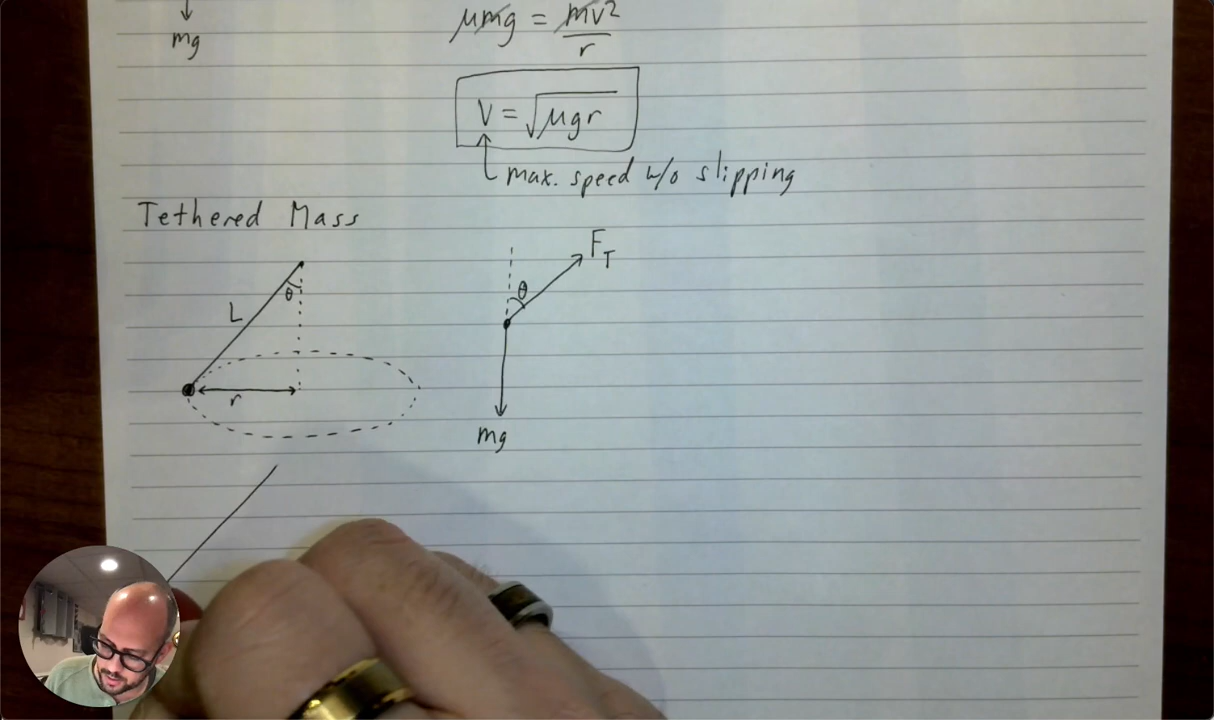 mg
μmg = mv²/r
V = √μgr
max. speed w/o slipping
Tethered Mass
F_T
θ
θ
L
r
mg